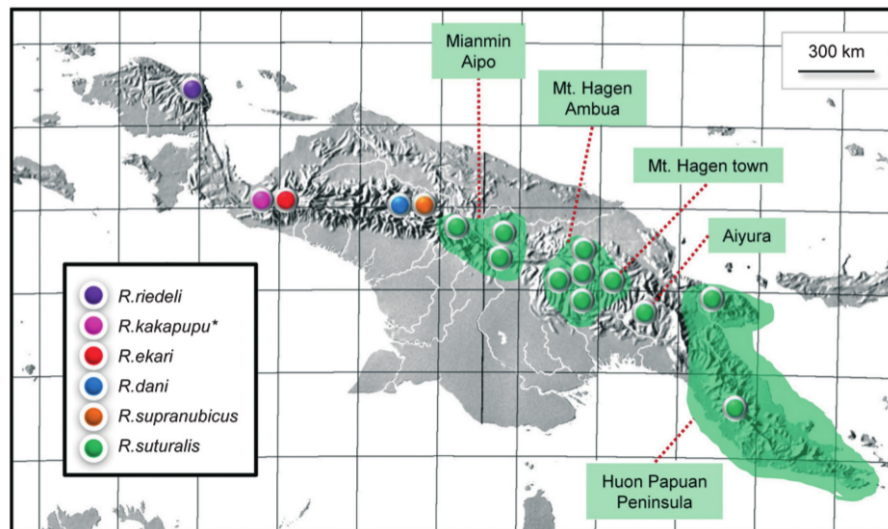 Mianmin
Aipo
Mt. Hagen
Ambua
300 km
Mt. Hagen town
Aiyura
R.riedeli
R.kakapupu*
R.ekari
R.dani
R.supranubicus
R.suturalis
Huon Papuan
Peninsula